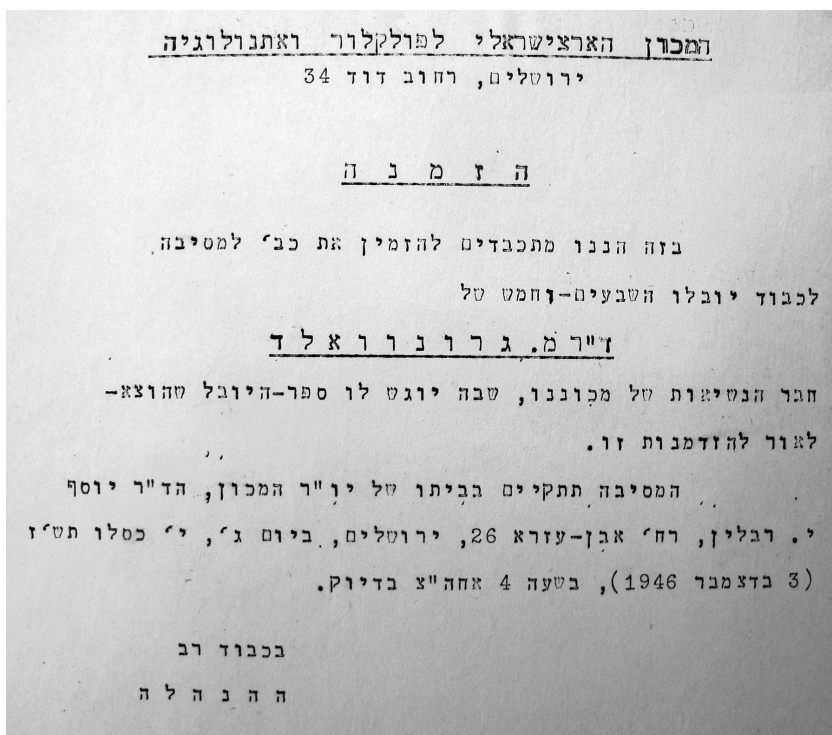 המכון הארצישראלי לפולקלור ואתנולוגיה
ירושלים, רחוב דוד 34
ה ז מ נ ה
בזה הננו מתכבדים להזמין את כב' למסיבה
לכבוד יובלו השבעים-וחמש של
ד"ר מ. ג ר ו נ ו ו א ל ד
חבר הנשיאות של מכוננו, שבה יוגש לו ספר-היובל שהוצא-
לאור להזדמנות זו.
המסיבה תתקיים בביתו של יו"ר המכון, הד"ר יוסף
י. רבלין, רח' אבן-עזרא 26, ירושלים, ביום ג', י' כסלו תש'ז
(3 בדצמבר 1946), בשעה 4 אחה"צ בדיוק.
בכבוד רב
ה ה נ ה ל ה